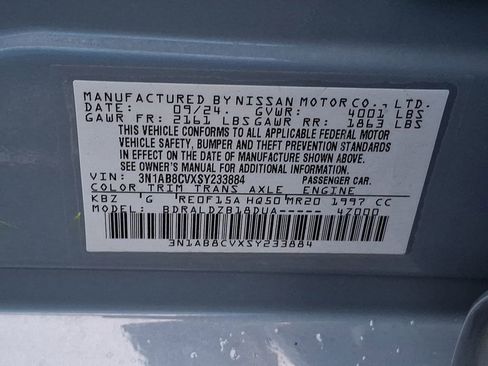 MANUFACTURED BY NISSAN MOTOR CO., LTD.
DATE: 09/24. GVWR: 4001 LBS
GAWR FR: 2161 LBS GAWR RR: 1863 LBS
THIS VEHICLE CONFORMS TO ALL APPLICABLE FEDERAL MOTOR
VEHICLE SAFETY, BUMPER AND THEFT PREVENTION STANDARDS
IN EFFECT ON THE DATE OF MANUFACTURE SHOWN ABOVE.
SEE OWNER'S MANUAL FOR ADDITIONAL INFORMATION.
VIN: 3N1AB8CVXSY233884 PASSENGER CAR.
COLOR TRIM TRANS AXLE ENGINE
KBZ G RE0F15A HQ50 MR20 1997 CC
MODEL: BDRALDZB18DUA----- 47000
3N1AB8CVXSY233884